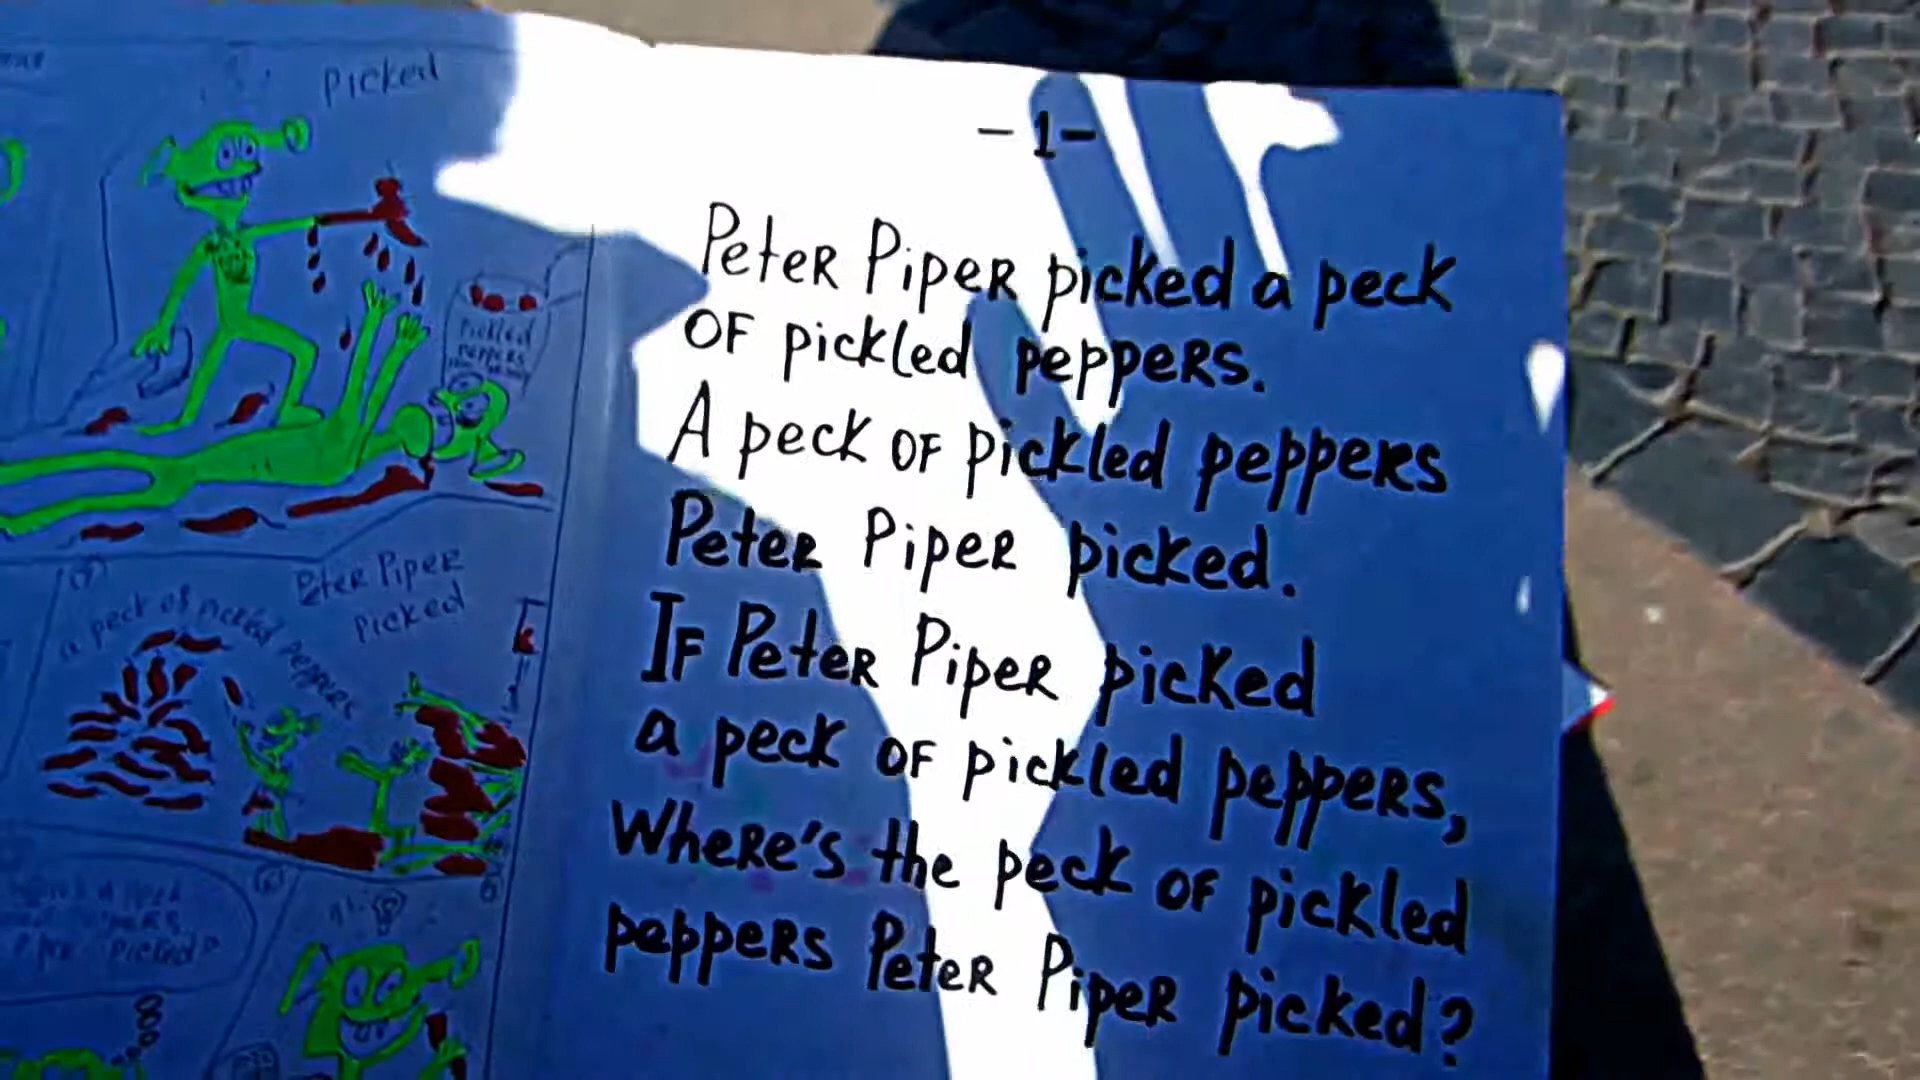 Picked
Pickled
peppers
Peter Piper
picked
a peck of pickled peppers
- 1 -
Peter Piper picked a peck
of pickled peppers.
A peck of pickled peppers
Peter Piper picked.
If Peter Piper picked
a peck of pickled peppers,
Where's the peck of pickled
peppers Peter Piper picked?